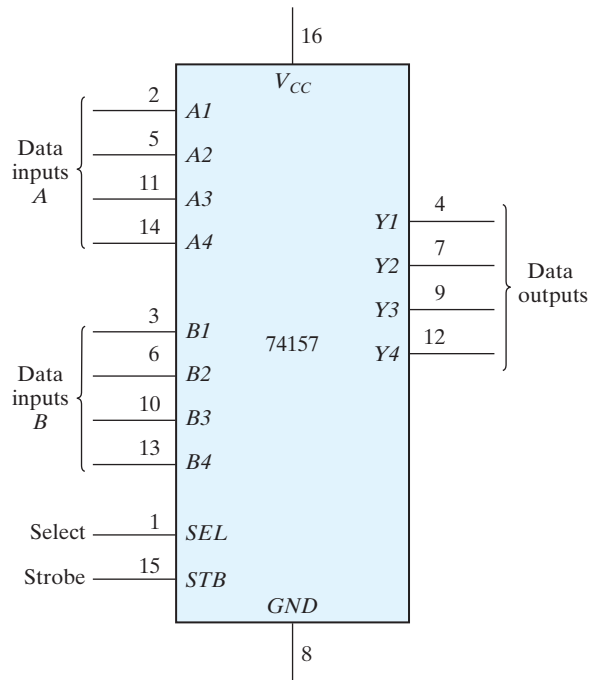 16
V_CC
2
A1
5
A2
11
A3
14
A4
Data
inputs
A
4
Y1
7
Y2
9
Y3
12
Y4
Data
outputs
3
B1
6
B2
10
B3
13
B4
Data
inputs
B
74157
Select
1
SEL
Strobe
15
STB
GND
8